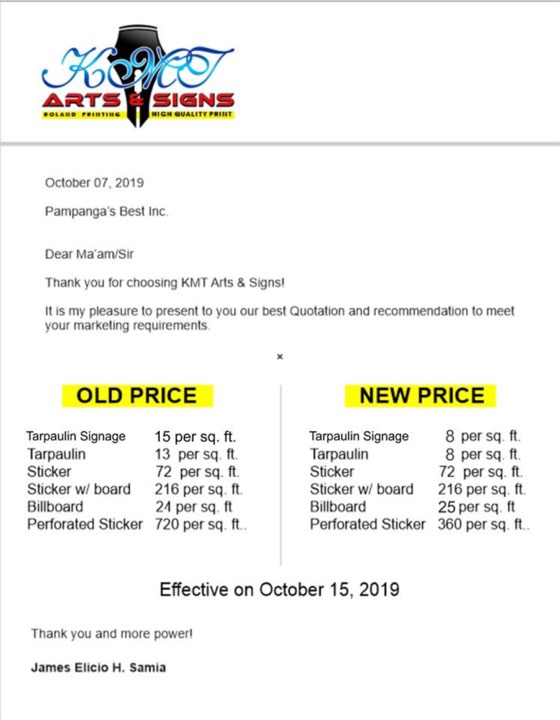 KMT
ARTS & SIGNS
ROLAND PRINTING HIGH QUALITY PRINT
October 07, 2019
Pampanga's Best Inc.
Dear Ma'am/Sir
Thank you for choosing KMT Arts & Signs!
It is my pleasure to present to you our best Quotation and recommendation to meet
your marketing requirements.
x
OLD PRICE
Tarpaulin Signage 15 per sq. ft.
Tarpaulin 13 per sq. ft.
Sticker 72 per sq. ft.
Sticker w/ board 216 per sq. ft.
Billboard 24 per sq. ft
Perforated Sticker 720 per sq. ft..
NEW PRICE
Tarpaulin Signage 8 per sq. ft.
Tarpaulin 8 per sq. ft.
Sticker 72 per sq. ft.
Sticker w/ board 216 per sq. ft.
Billboard 25 per sq. ft
Perforated Sticker 360 per sq. ft..
Effective on October 15, 2019
Thank you and more power!
James Elicio H. Samia